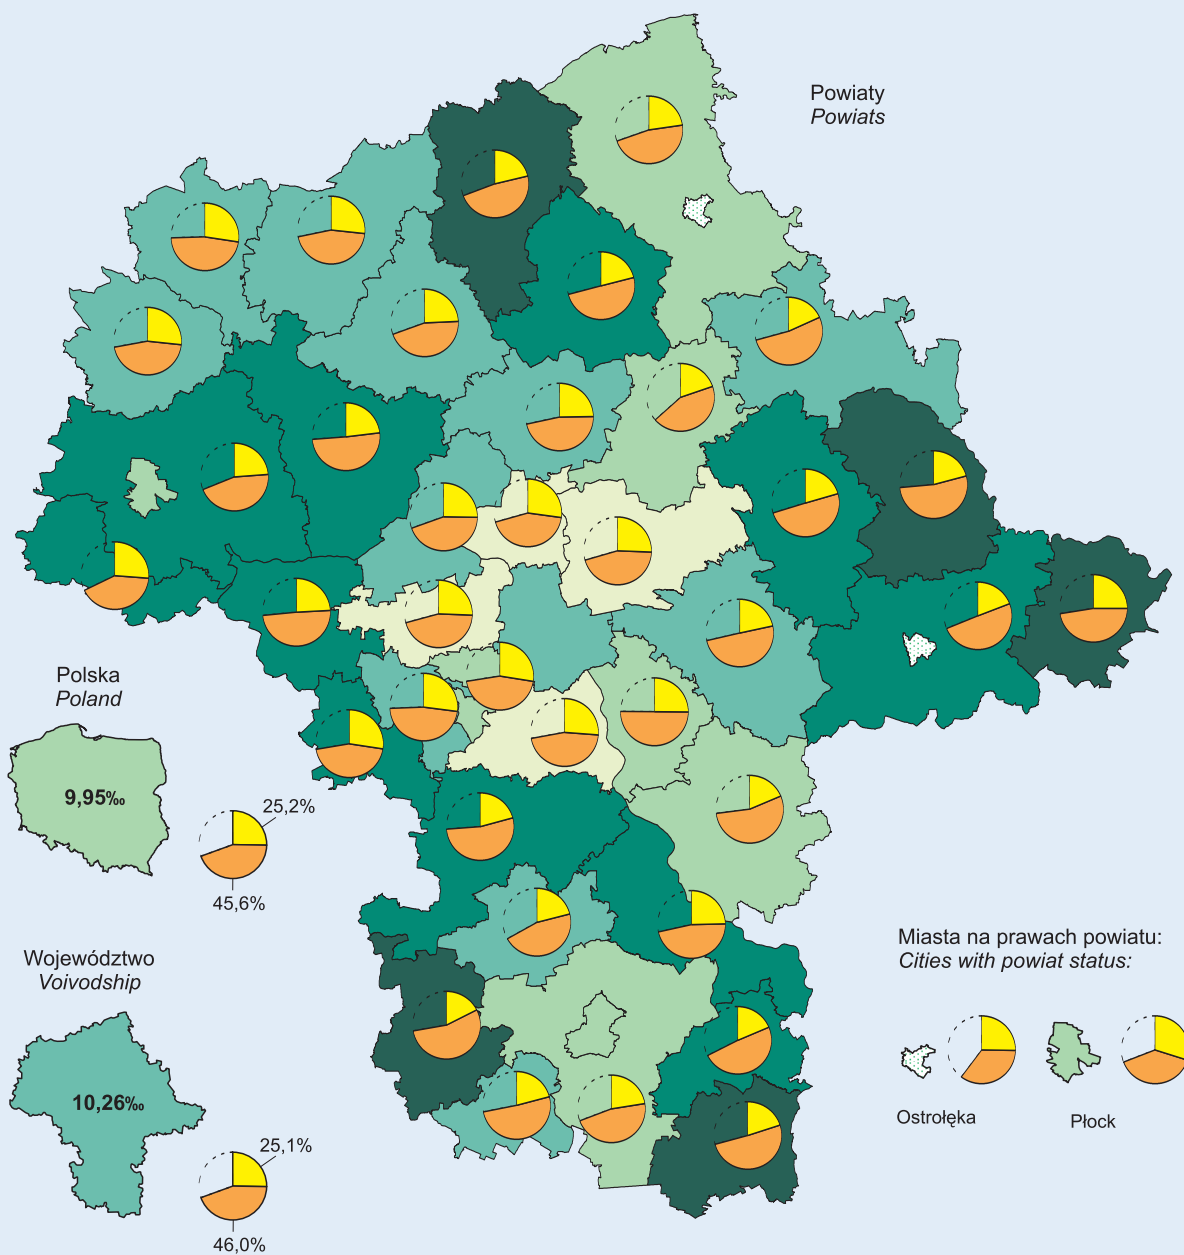 Powiaty
Powiats
Polska
Poland
9,95‰
25,2%
45,6%
Województwo
Voivodship
10,26‰
25,1%
46,0%
Miasta na prawach powiatu:
Cities with powiat status:
Ostrołęka
Płock